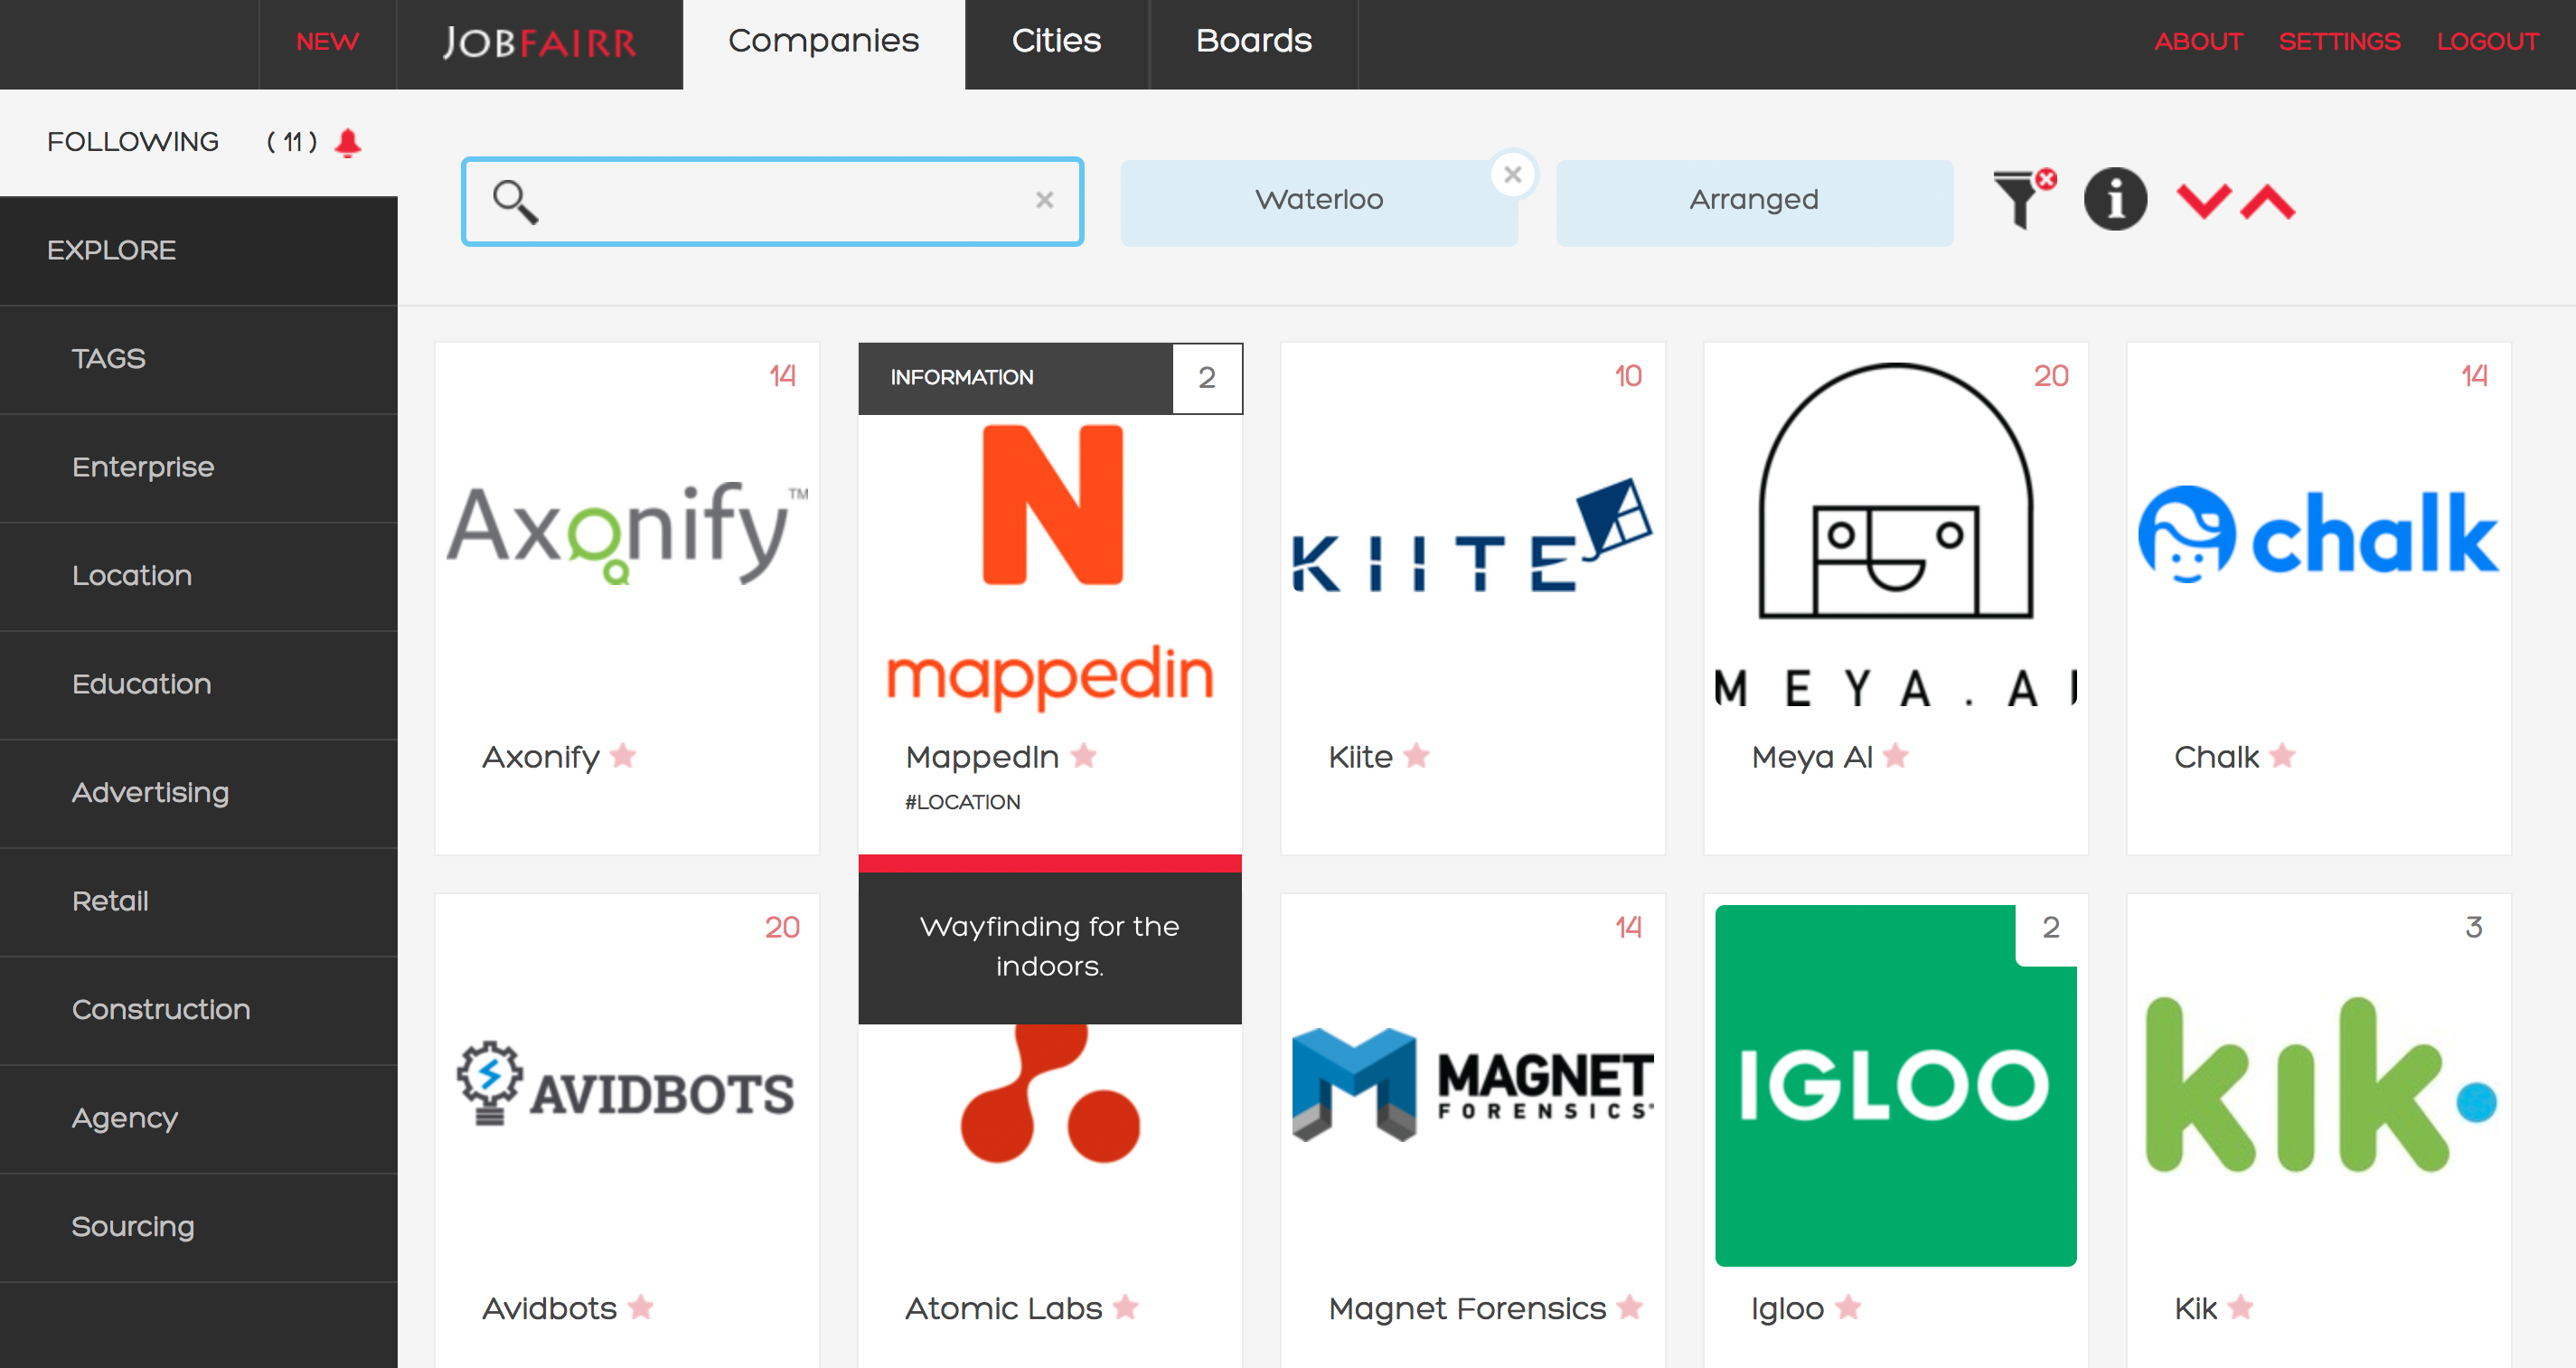 NEW
JOBFAIRR
Companies
Cities
Boards
ABOUT
SETTINGS
LOGOUT
FOLLOWING ( 11 )
EXPLORE
TAGS
Enterprise
Location
Education
Advertising
Retail
Construction
Agency
Sourcing
Waterloo
Arranged
14
Axonify™
Axonify
INFORMATION 2
mappedin
MappedIn
#LOCATION
Wayfinding for the
indoors.
10
KIITE
Kiite
20
MEYA.AI
Meya AI
14
chalk
Chalk
20
AVIDBOTS
Avidbots
Atomic Labs
14
MAGNET
FORENSICS
Magnet Forensics
2
IGLOO
Igloo
3
kik
Kik